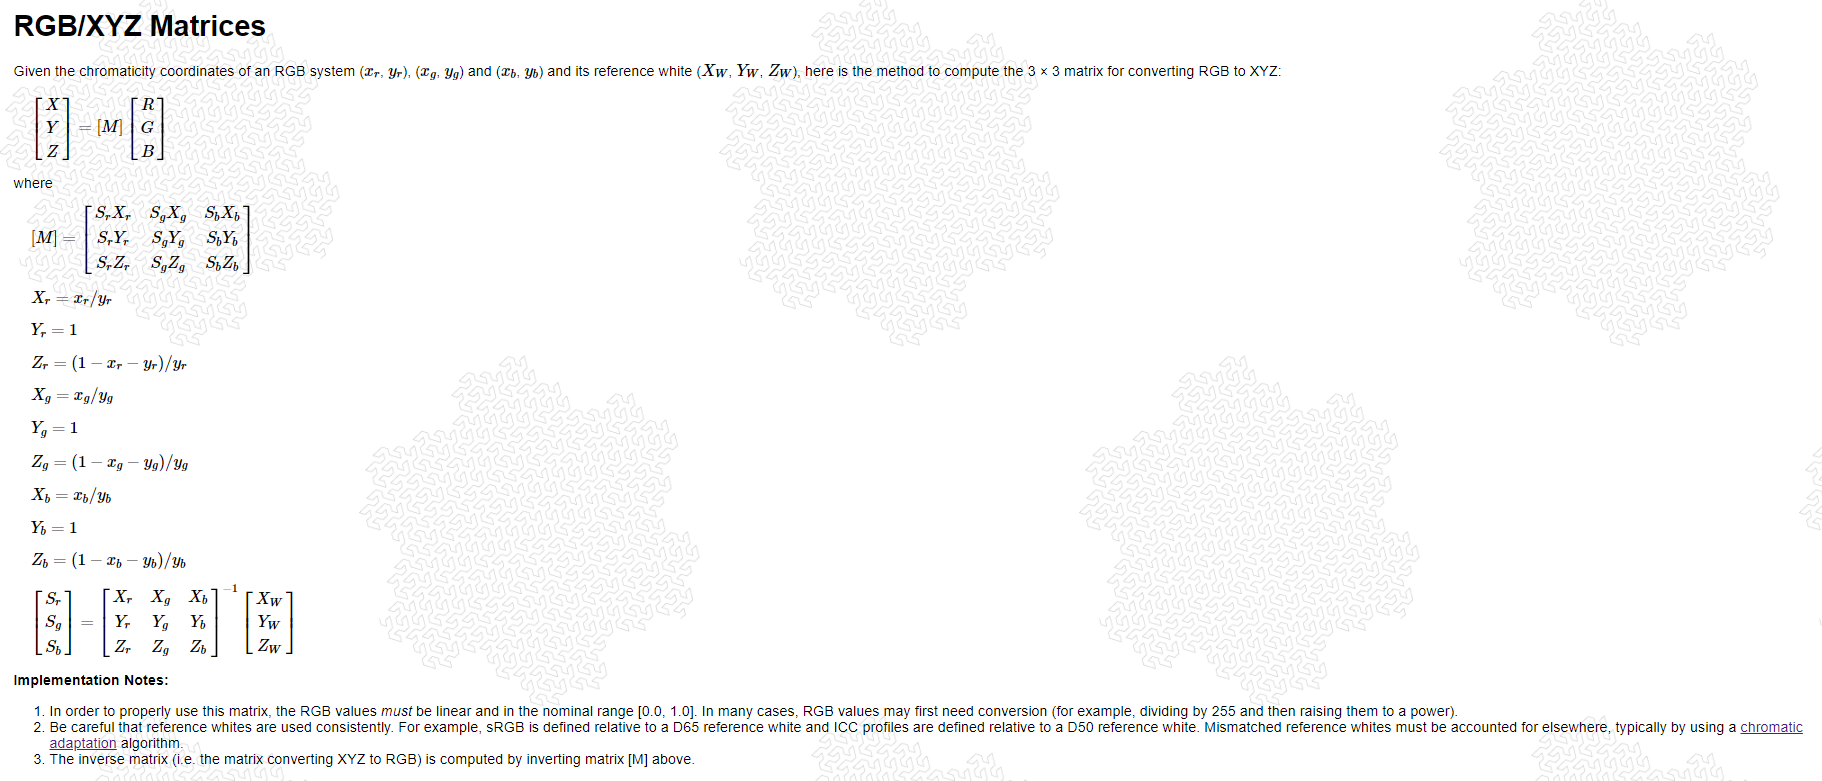 RGB/XYZ Matrices
Given the chromaticity coordinates of an RGB system (xr, yr), (xg, yg) and (xb, yb) and its reference white (XW, YW, ZW), here is the method to compute the 3 × 3 matrix for converting RGB to XYZ:
[X Y Z] = [M] [R G B]
where
[M] = [SrXr SgXg SbXb
SrYr SgYg SbYb
SrZr SgZg SbZb]
Xr = xr/yr
Yr = 1
Zr = (1 − xr − yr)/yr
Xg = xg/yg
Yg = 1
Zg = (1 − xg − yg)/yg
Xb = xb/yb
Yb = 1
Zb = (1 − xb − yb)/yb
[Sr Sg Sb] = [Xr Xg Xb
Yr Yg Yb
Zr Zg Zb]−1 [XW YW ZW]
Implementation Notes:
1. In order to properly use this matrix, the RGB values must be linear and in the nominal range [0.0, 1.0]. In many cases, RGB values may first need conversion (for example, dividing by 255 and then raising them to a power).
2. Be careful that reference whites are used consistently. For example, sRGB is defined relative to a D65 reference white and ICC profiles are defined relative to a D50 reference white. Mismatched reference whites must be accounted for elsewhere, typically by using a chromatic
adaptation algorithm.
3. The inverse matrix (i.e. the matrix converting XYZ to RGB) is computed by inverting matrix [M] above.